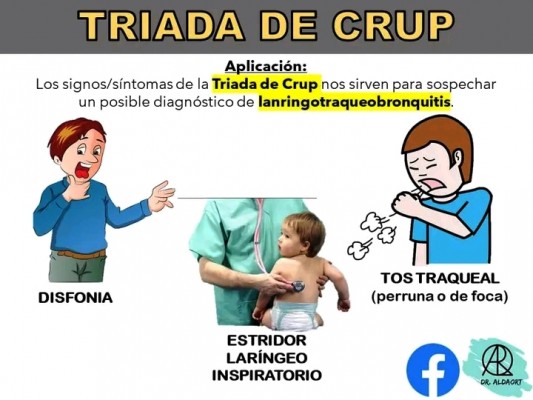 TRIADA DE CRUP
Aplicación:
Los signos/síntomas de la Triada de Crup nos sirven para sospechar
un posible diagnóstico de lanringotraqueobronquitis.
DISFONIA
ESTRIDOR
LARÍNGEO
INSPIRATORIO
TOS TRAQUEAL
(perruna o de foca)
DR. ALDAORT